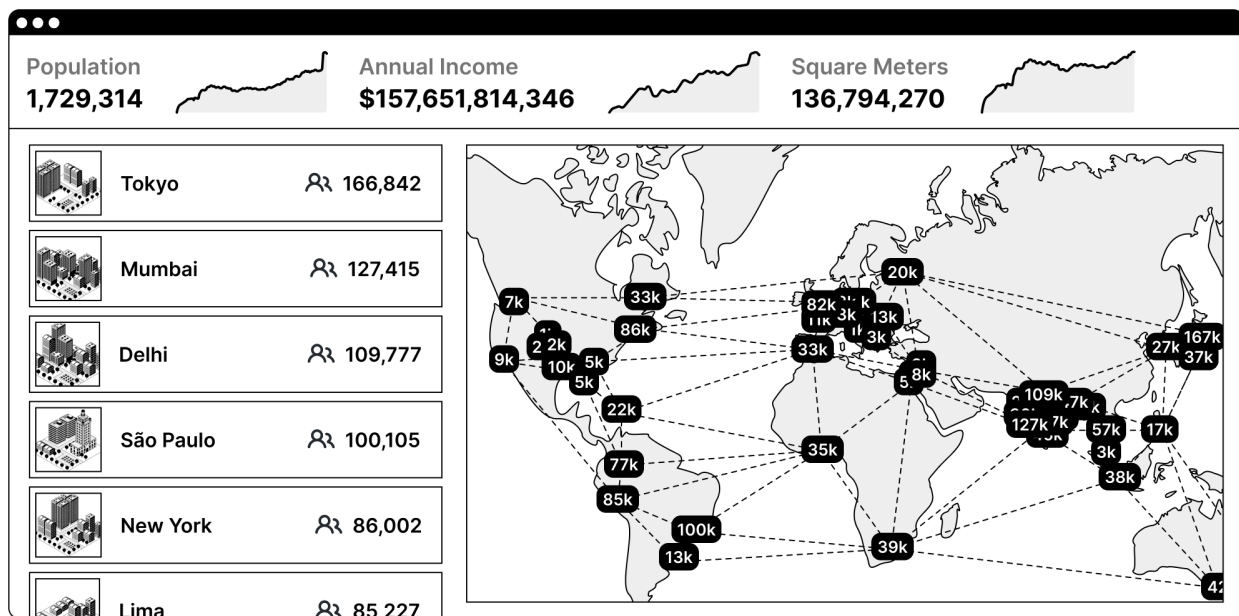 Population
1,729,314
Annual Income
$157,651,814,346
Square Meters
136,794,270
Tokyo 166,842
Mumbai 127,415
Delhi 109,777
São Paulo 100,105
New York 86,002
Lima 85,227
20k
7k
33k
82k
86k
13k
3k
167k
27k
37k
33k
9k
2k
10k
5k
5k
8k
22k
109k
127k
57k
17k
35k
3k
77k
38k
85k
100k
39k
13k